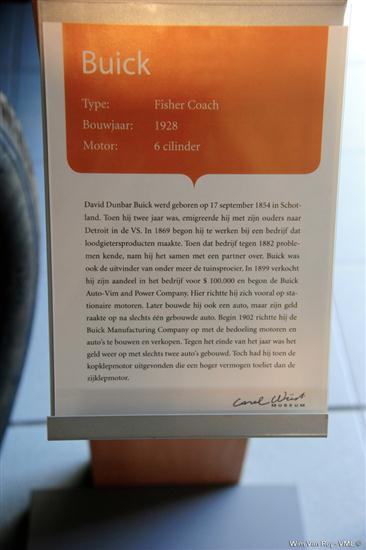 Buick
Type: Fisher Coach
Bouwjaar: 1928
Motor: 6 cilinder
David Dunbar Buick werd geboren op 17 september 1854 in Schot-
land. Toen hij twee jaar was, emigreerde hij met zijn ouders naar
Detroit in de VS. In 1869 begon hij te werken bij een bedrijf dat
loodgietersproducten maakte. Toen dat bedrijf tegen 1882 proble-
men kende, nam hij het samen met een partner over. Buick was
ook de uitvinder van onder meer de tuinsproeier. In 1899 verkocht
hij zijn aandeel in het bedrijf voor $ 100.000 en begon de Buick
Auto-Vim and Power Company. Hier richtte hij zich vooral op sta-
tionaire motoren. Later bouwde hij ook een auto, maar zijn geld
raakte op na slechts één gebouwde auto. Begin 1902 richtte hij de
Buick Manufacturing Company op met de bedoeling motoren en
auto's te bouwen en verkopen. Tegen het einde van het jaar was het
geld weer op met slechts twee auto's gebouwd. Toch had hij toen de
kopklepmotor uitgevonden die een hoger vermogen toeliet dan de
zijklepmotor.
MUSEUM
Wim Van Roy - VML ©